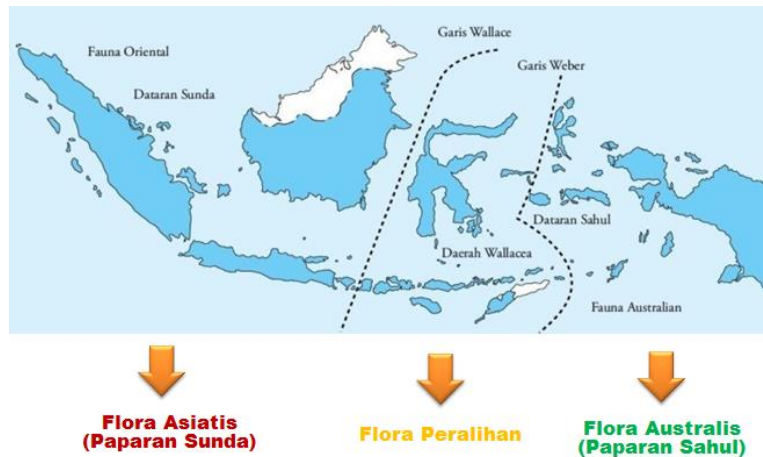 Garis Wallace
Fauna Oriental
Garis Weber
Dataran Sunda
Dataran Sahul
Daerah Wallacea
Fauna Australian
Flora Asiatis
(Paparan Sunda)
Flora Peralihan
Flora Australis
(Paparan Sahul)